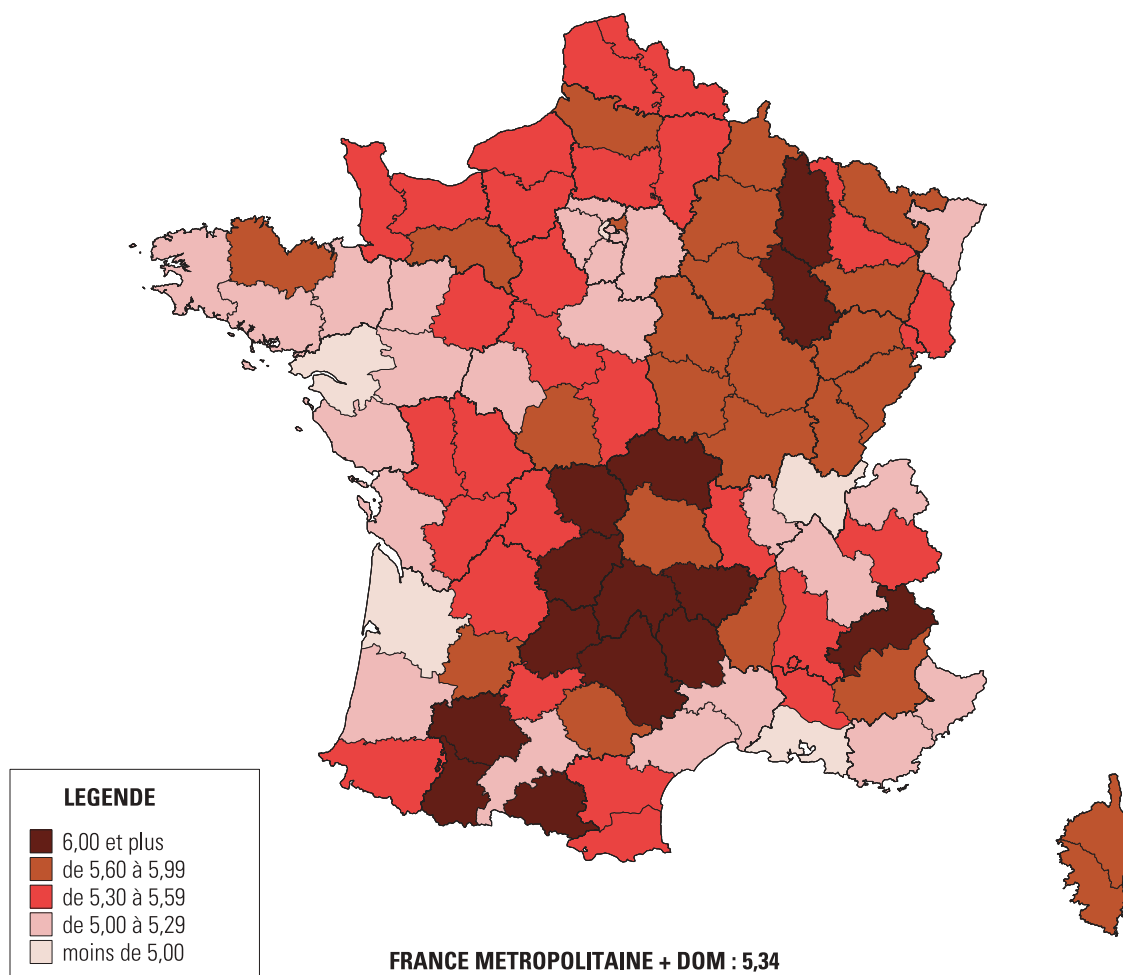 LEGENDE
6,00 et plus
de 5,60 à 5,99
de 5,30 à 5,59
de 5,00 à 5,29
moins de 5,00
FRANCE METROPOLITAINE + DOM : 5,34